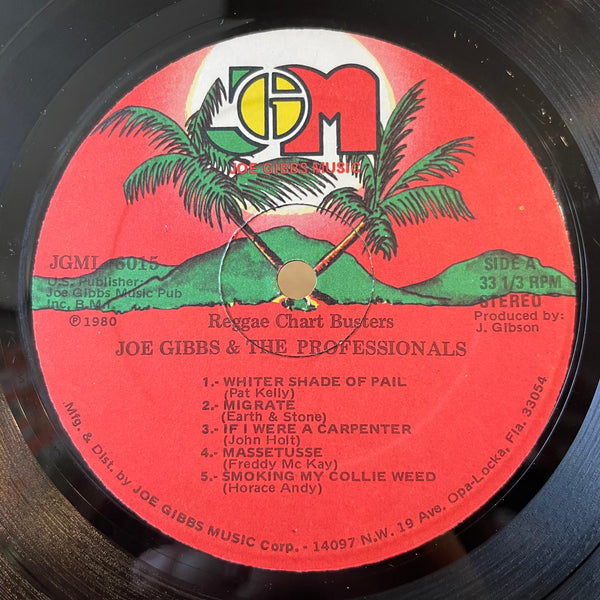 JGM
JOE GIBBS MUSIC
JGML 6015
U.S. Publisher:
Joe Gibbs Music Pub
Inc, B.M.I.
℗ 1980
SIDE A
33 1/3 RPM
STEREO
Produced by:
J. Gibson
Reggae Chart Busters
JOE GIBBS & THE PROFESSIONALS
1.- WHITER SHADE OF PAIL
(Pat Kelly)
2.- MIGRATE
(Earth & Stone)
3.- IF I WERE A CARPENTER
(John Holt)
4.- MASSETUSSE
(Freddy Mc Kay)
5.- SMOKING MY COLLIE WEED
(Horace Andy)
Mfg. & Dist. by JOE GIBBS MUSIC Corp. - 14097 N.W. 19 Ave. Opa-Locka, Fla. 33054